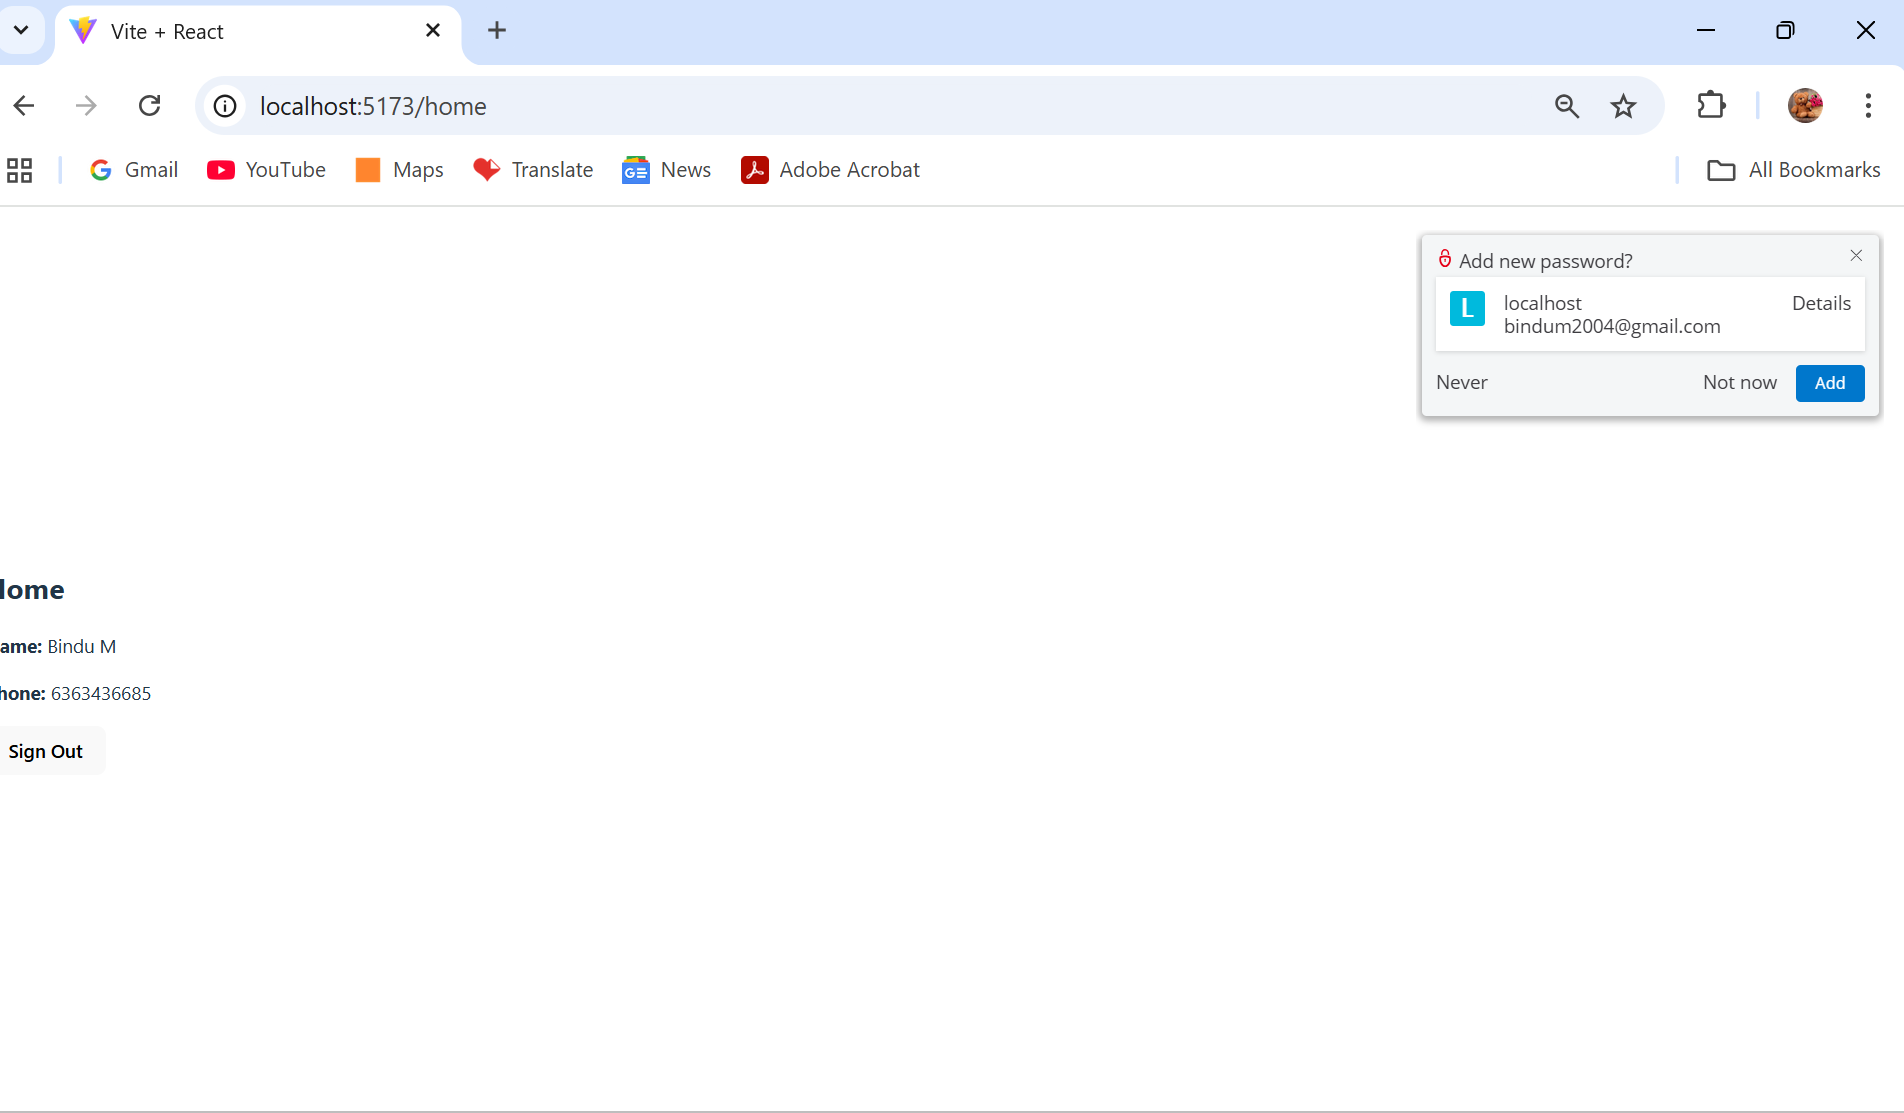 Vite + React
localhost:5173/home
Gmail YouTube Maps Translate News Adobe Acrobat All Bookmarks
Add new password?
L localhost Details
bindum2004@gmail.com
Never Not now Add
ome
ame: Bindu M
hone: 6363436685
Sign Out